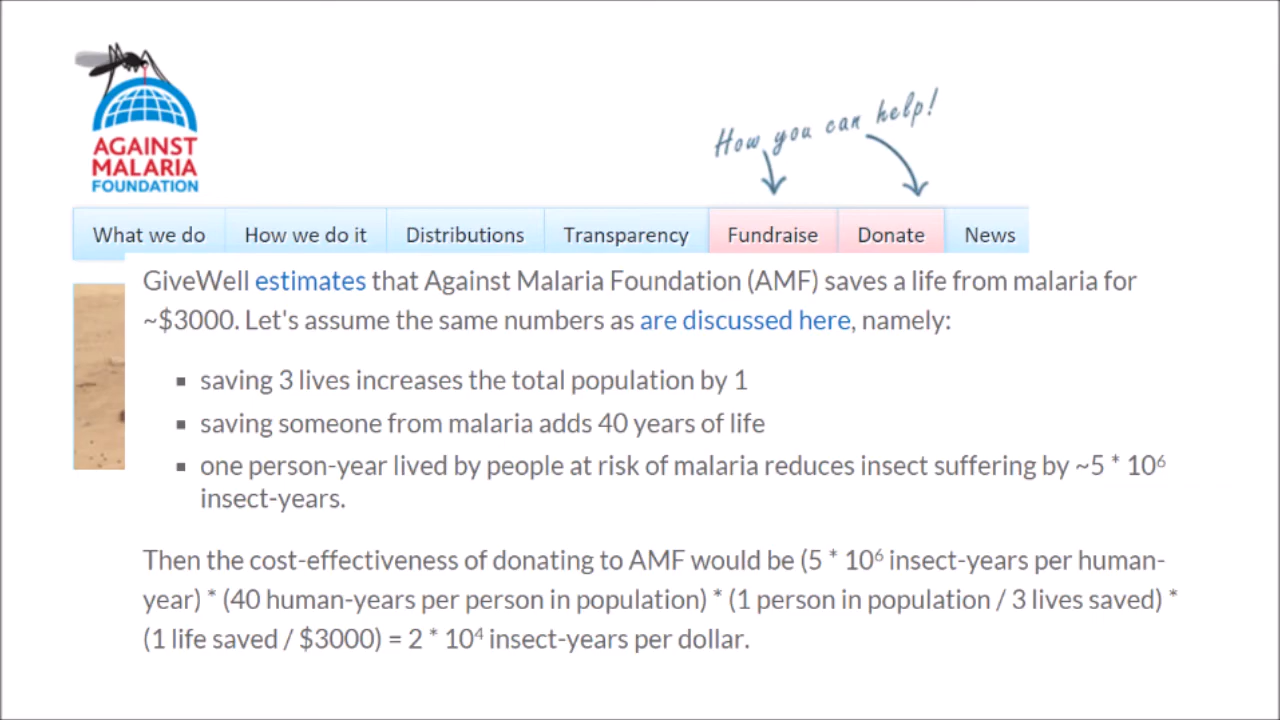 AGAINST
MALARIA
FOUNDATION
How you can help!
What we do How we do it Distributions Transparency Fundraise Donate News
GiveWell estimates that Against Malaria Foundation (AMF) saves a life from malaria for
~$3000. Let's assume the same numbers as are discussed here, namely:
▪ saving 3 lives increases the total population by 1
▪ saving someone from malaria adds 40 years of life
▪ one person-year lived by people at risk of malaria reduces insect suffering by ~5 * 10⁶
insect-years.
Then the cost-effectiveness of donating to AMF would be (5 * 10⁶ insect-years per human-
year) * (40 human-years per person in population) * (1 person in population / 3 lives saved) *
(1 life saved / $3000) = 2 * 10⁴ insect-years per dollar.